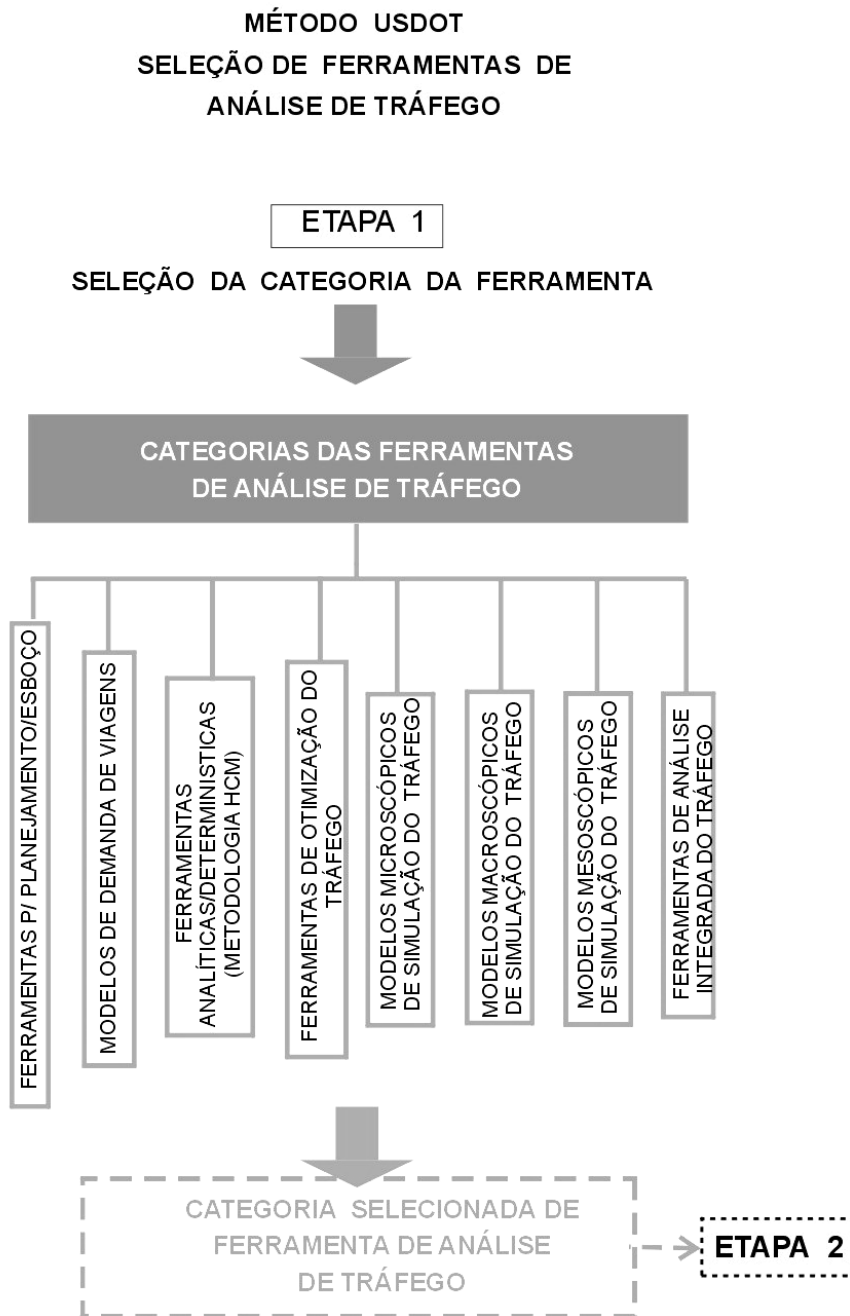 MÉTODO USDOT
SELEÇÃO DE FERRAMENTAS DE
ANÁLISE DE TRÁFEGO
ETAPA 1
SELEÇÃO DA CATEGORIA DA FERRAMENTA
CATEGORIAS DAS FERRAMENTAS
DE ANÁLISE DE TRÁFEGO
FERRAMENTAS P/ PLANEJAMENTO/ESBOÇO
MODELOS DE DEMANDA DE VIAGENS
FERRAMENTAS
ANALÍTICAS/DETERMINISTICAS
(METODOLOGIA HCM)
FERRAMENTAS DE OTIMIZAÇÃO DO
TRÁFEGO
MODELOS MICROSCÓPICOS
DE SIMULAÇÃO DO TRÁFEGO
MODELOS MACROSCÓPICOS
DE SIMULAÇÃO DO TRÁFEGO
MODELOS MESOSCÓPICOS
DE SIMULAÇÃO DO TRÁFEGO
FERRAMENTAS DE ANÁLISE
INTEGRADA DO TRÁFEGO
CATEGORIA SELECIONADA DE
FERRAMENTA DE ANÁLISE
DE TRÁFEGO
ETAPA 2